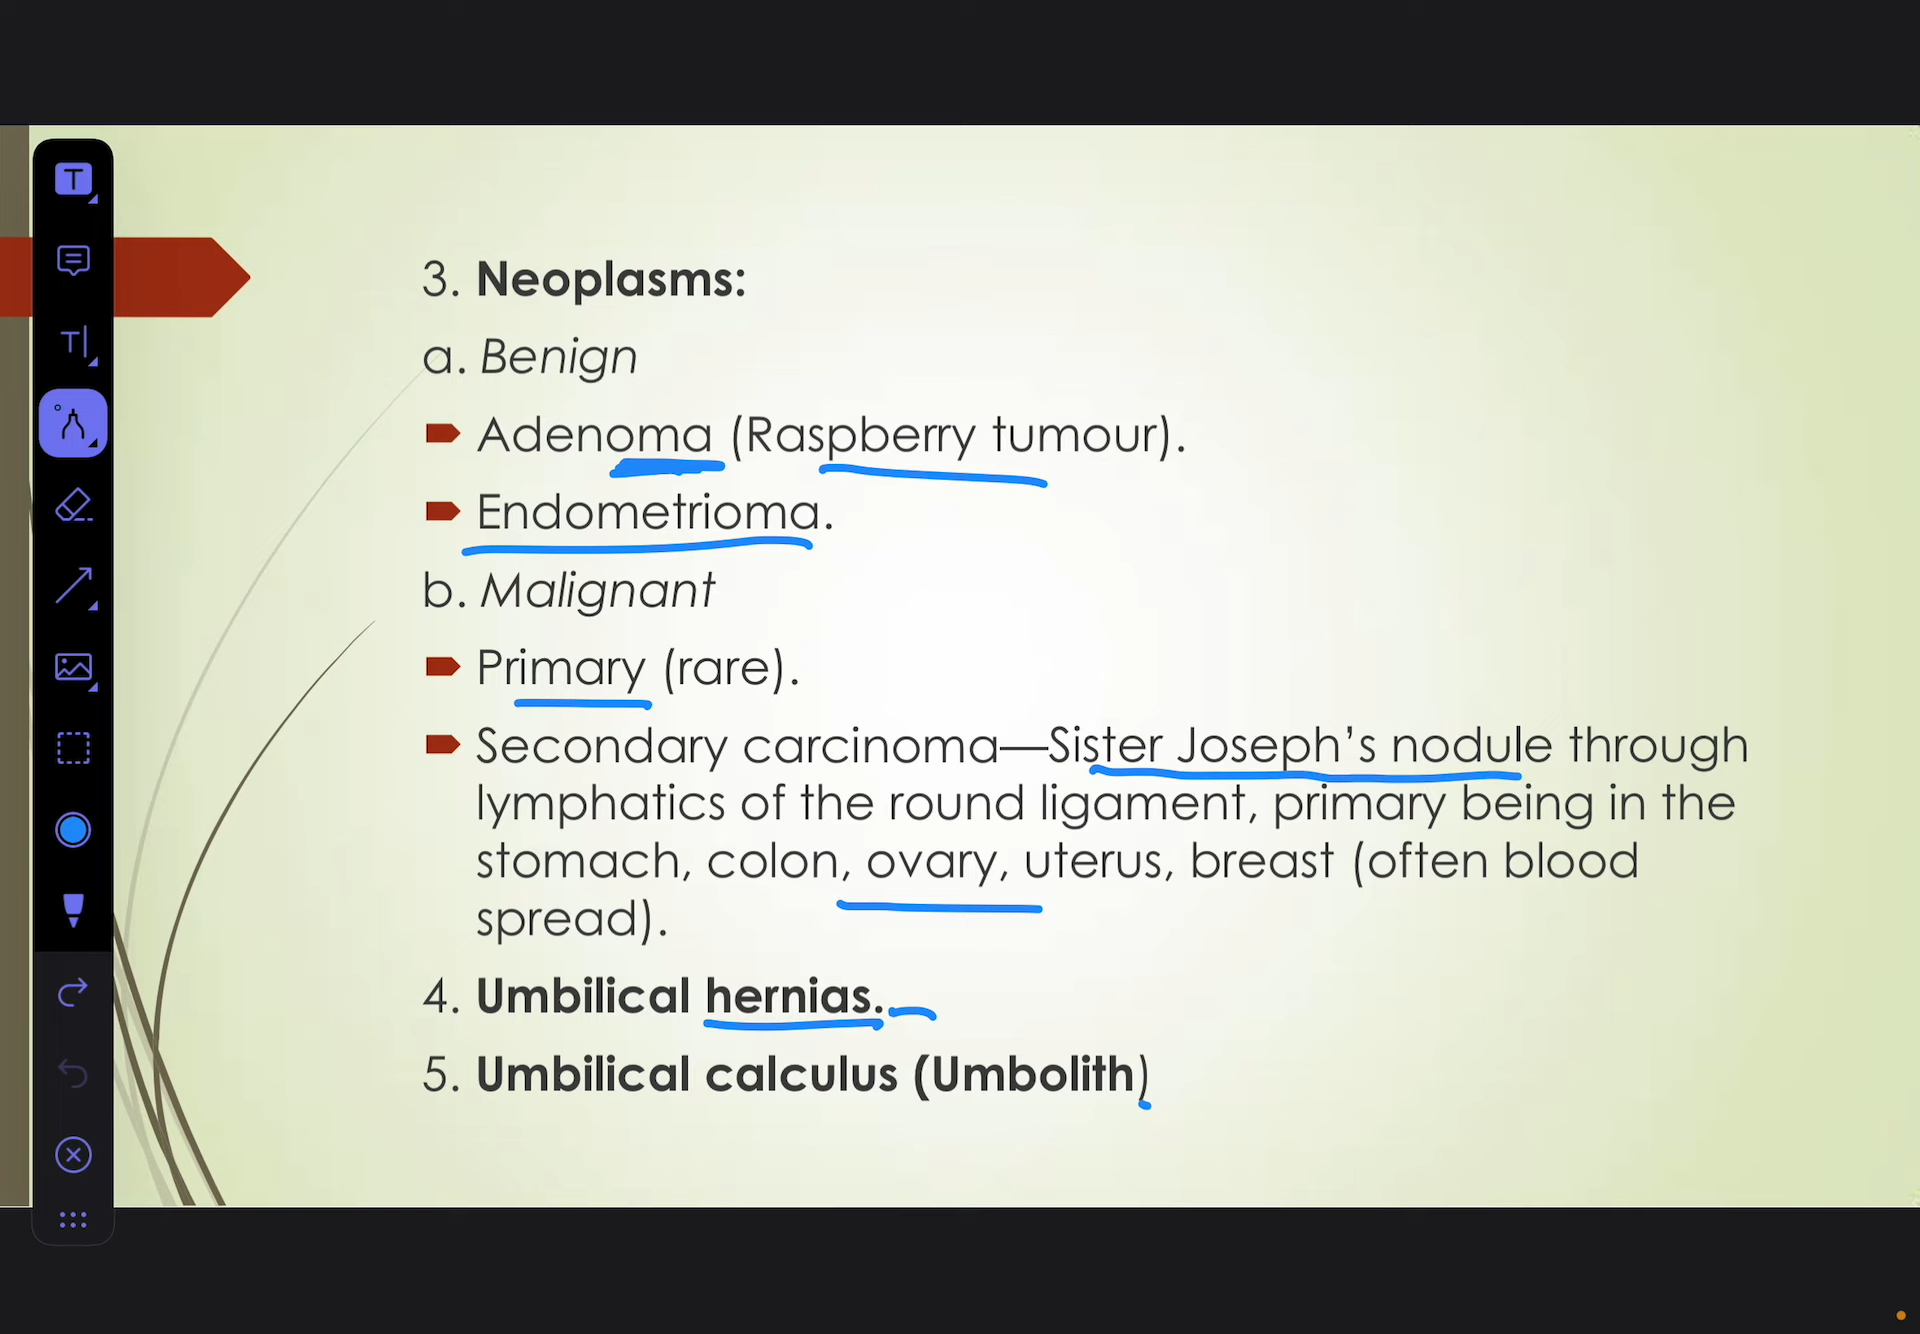 3. Neoplasms:
a. Benign
Adenoma (Raspberry tumour).
Endometrioma.
b. Malignant
Primary (rare).
Secondary carcinoma—Sister Joseph’s nodule through
lymphatics of the round ligament, primary being in the
stomach, colon, ovary, uterus, breast (often blood
spread).
4. Umbilical hernias.
5. Umbilical calculus (Umbolith)